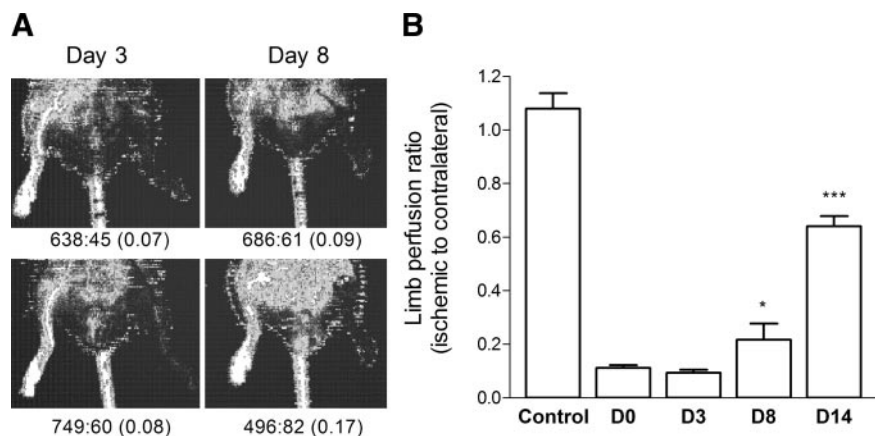 A
Day 3 Day 8
638:45 (0.07) 686:61 (0.09)
749:60 (0.08) 496:82 (0.17)
B
Limb perfusion ratio
(ischemic to contralateral)
1.2
1.0
0.8
0.6
0.4
0.2
0.0
*
***
Control D0 D3 D8 D14